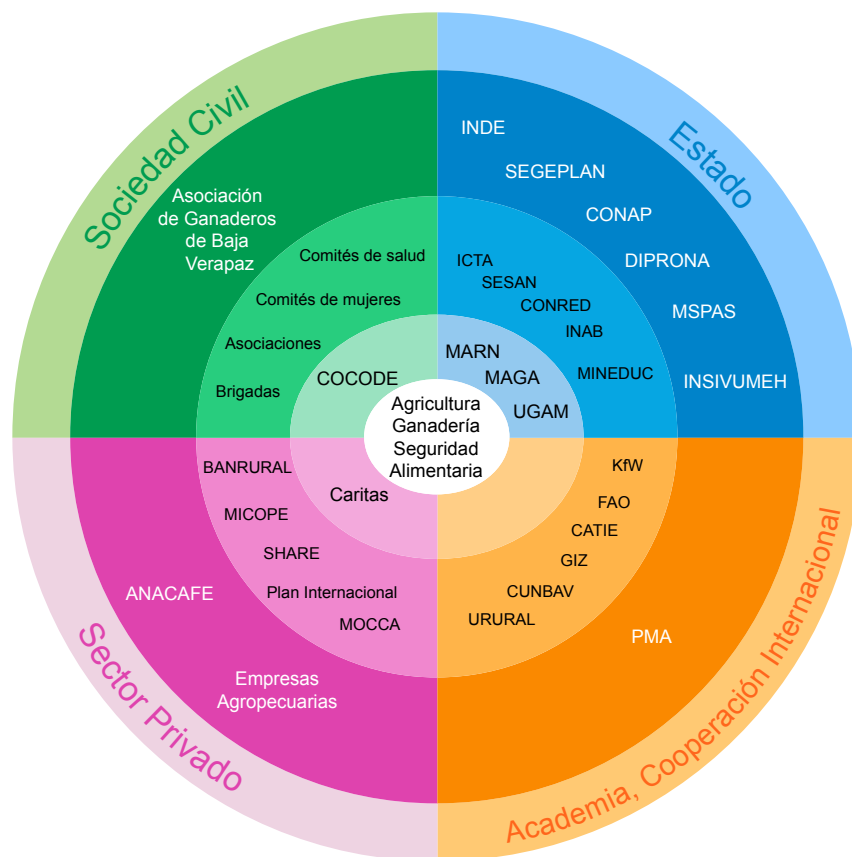 Sociedad Civil
Asociación
de Ganaderos
de Baja
Verapaz
Comités de salud
Comités de mujeres
Asociaciones
Brigadas
COCODE
Estado
INDE
SEGEPLAN
CONAP
DIPRONA
MSPAS
INSIVUMEH
ICTA
SESAN
CONRED
INAB
MINEDUC
MARN
MAGA
UGAM
Agricultura
Ganadería
Seguridad
Alimentaria
Sector Privado
BANRURAL
MICOPE
SHARE
Plan Internacional
MOCCA
Caritas
ANACAFE
Empresas
Agropecuarias
Academia, Cooperación Internacional
KfW
FAO
CATIE
GIZ
CUNBAV
URURAL
PMA